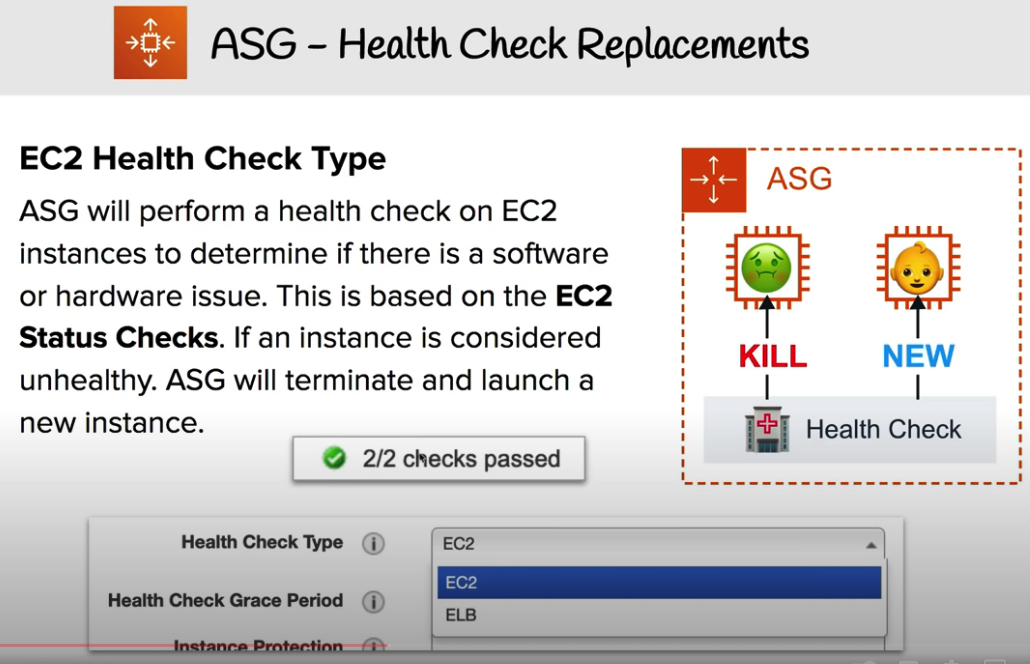 ASG – Health Check Replacements
EC2 Health Check Type
ASG will perform a health check on EC2
instances to determine if there is a software
or hardware issue. This is based on the EC2
Status Checks. If an instance is considered
unhealthy. ASG will terminate and launch a
new instance.
2/2 checks passed
ASG
KILL
NEW
Health Check
Health Check Type
EC2
EC2
ELB
Health Check Grace Period
Instance Protection